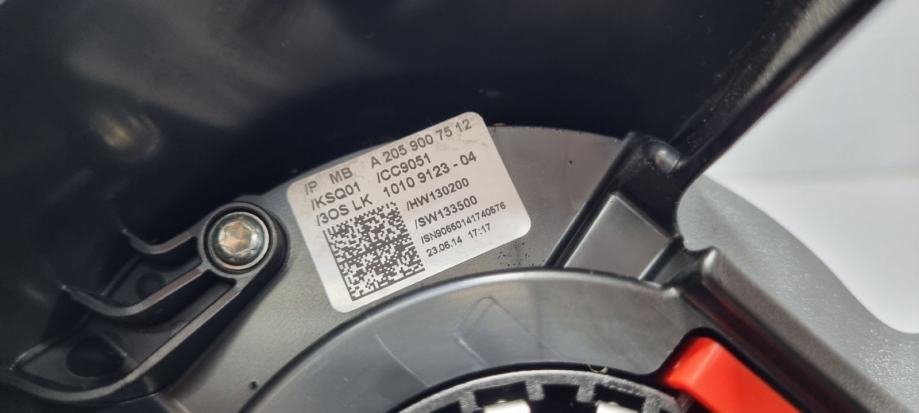 /P MB A 205 900 75 12
/KSQ01 /CC9051
/3OS LK 1010 9123 - 04
/HW130200
/SW133500
/SN90650141740576
23.06.14 17:17